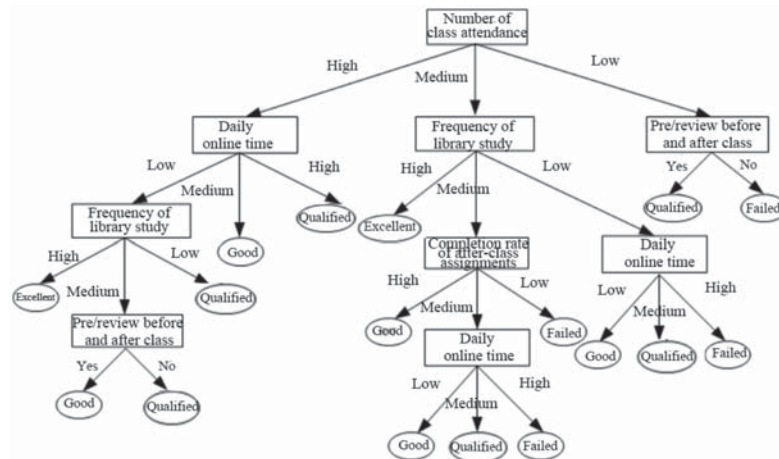 Number of
class attendance
High
Medium
Low
Daily
online time
Frequency of
library study
Pre/review before
and after class
Low
Medium
High
High
Medium
Low
Yes
No
Frequency of
library study
Good
Qualified
Excellent
Completion rate
of after-class
assignments
Daily
online time
Qualified
Failed
High
Medium
Low
High
Medium
Low
Low
Medium
High
Excellent
Pre/review before
and after class
Qualified
Good
Daily
online time
Failed
Good
Qualified
Failed
Yes
No
Low
Medium
High
Good
Qualified
Good
Qualified
Failed